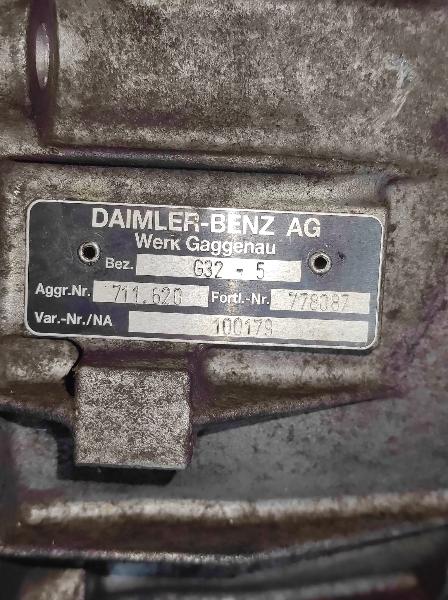 DAIMLER-BENZ AG
Werk Gaggenau
Bez. G32 - 5
Aggr.Nr. 711.620 Fortl.-Nr. 778087
Var.-Nr./NA 100179